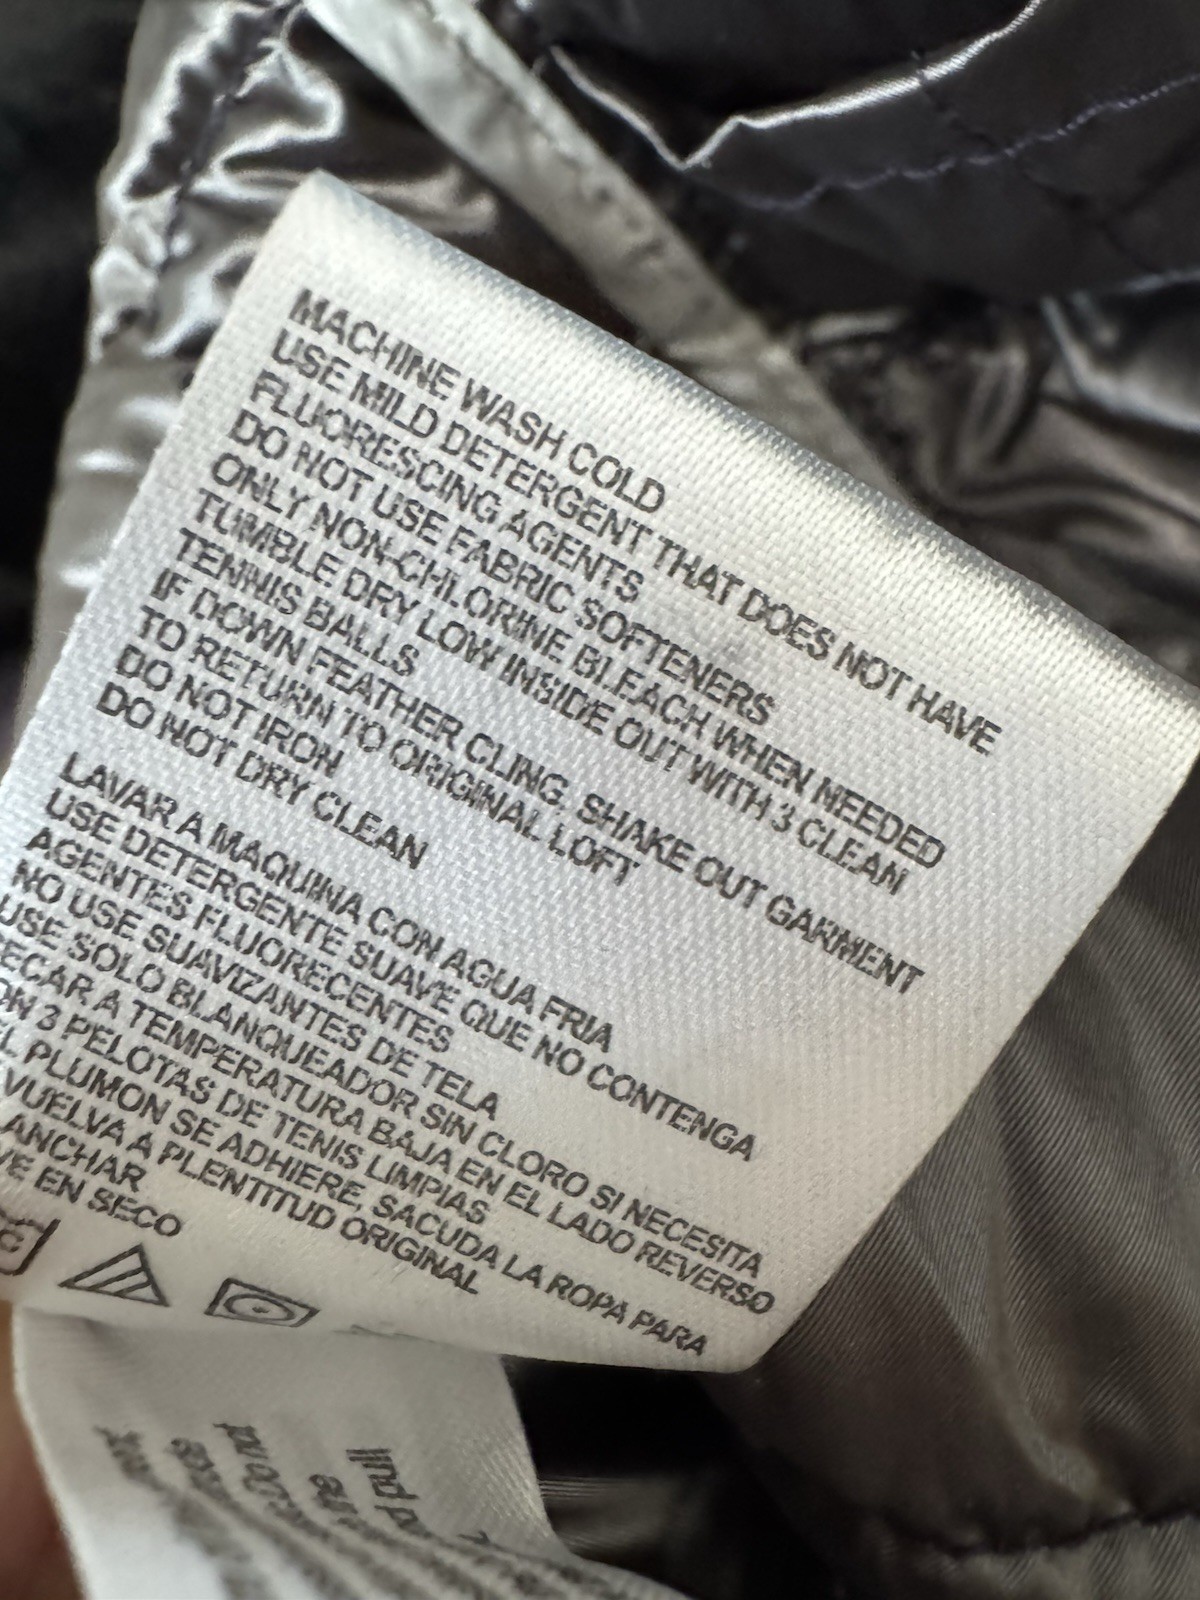 MACHINE WASH COLD
USE MILD DETERGENT THAT DOES NOT HAVE
FLUORESCING AGENTS
DO NOT USE FABRIC SOFTENERS
ONLY NON-CHLORINE BLEACH WHEN NEEDED
TUMBLE DRY LOW INSIDE OUT WITH 3 CLEAN
TENNIS BALLS
IF DOWN FEATHER CLING, SHAKE OUT GARMENT
TO RETURN TO ORIGINAL LOFT
DO NOT IRON
DO NOT DRY CLEAN
LAVAR A MAQUINA CON AGUA FRIA
USE DETERGENTE SUAVE QUE NO CONTENGA
AGENTES FLUORECENTES
NO USE SUAVIZANTES DE TELA
USE SOLO BLANQUEADOR SIN CLORO SI NECESITA
ECAR A TEMPERATURA BAJA EN EL LADO REVERSO
ON 3 PELOTAS DE TENIS LIMPIAS
EL PLUMON SE ADHIERE, SACUDA LA ROPA PARA
VUELVA A PLENTITUD ORIGINAL
ANCHAR
VE EN SECO
pull